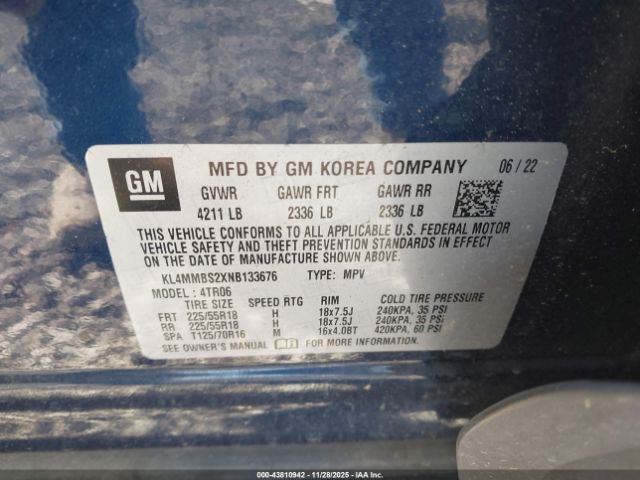 GM MFD BY GM KOREA COMPANY 06 / 22
GVWR GAWR FRT GAWR RR
4211 LB 2336 LB 2336 LB
THIS VEHICLE CONFORMS TO ALL APPLICABLE U.S. FEDERAL MOTOR
VEHICLE SAFETY AND THEFT PREVENTION STANDARDS IN EFFECT
ON THE DATE OF MANUFACTURE SHOWN ABOVE.
KL4MMBS2XNB133676 TYPE: MPV
MODEL: 4TR06
TIRE SIZE SPEED RTG RIM COLD TIRE PRESSURE
FRT 225/55R18 H 18x7.5J 240KPA, 35 PSI
RR 225/55R18 H 18x7.5J 240KPA, 35 PSI
SPA T125/70R16 M 16x4.0BT 420KPA, 60 PSI
SEE OWNER'S MANUAL FOR MORE INFORMATION.
000-43810942 - 11/28/2025 - Copyright (c) IAA, Inc.